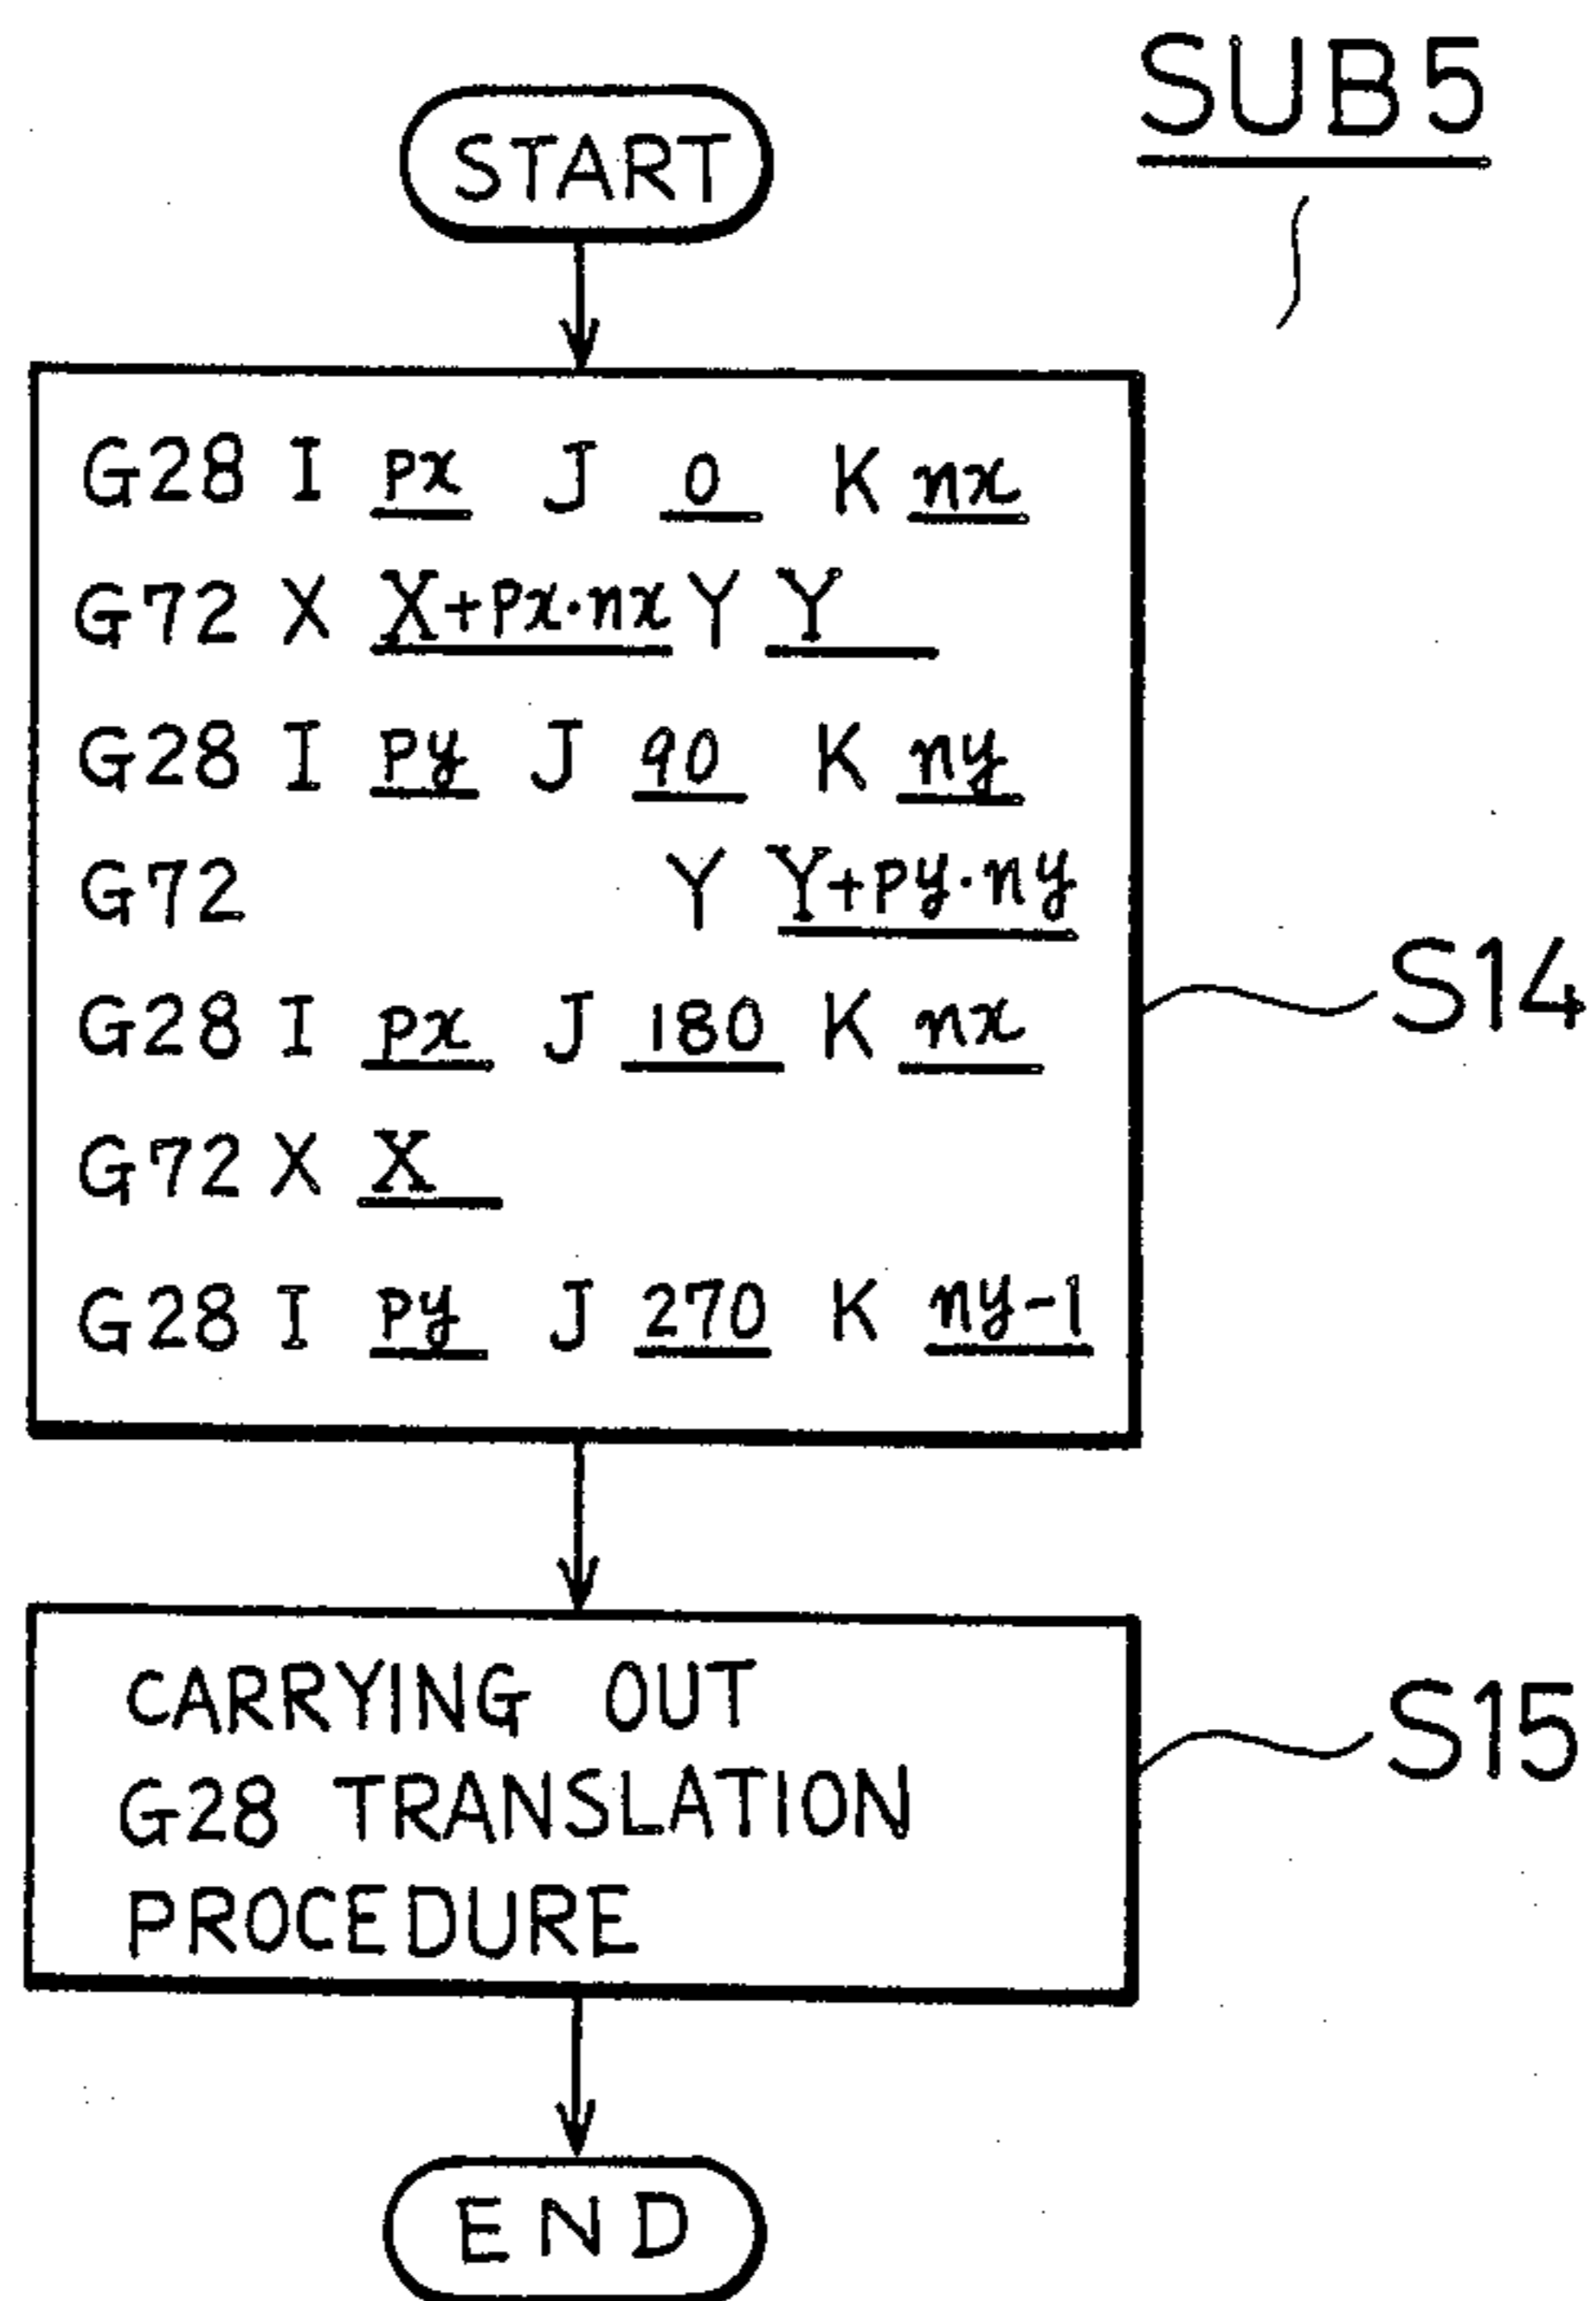 SUB5
START
G28 I px J 0 K nx
G72 X X+px·nx Y Y
G28 I py J 90 K ny
G72 Y Y+py·ny
G28 I px J 180 K nx
G72 X X
G28 I py J 270 K ny-1
S14
CARRYING OUT
G28 TRANSLATION
PROCEDURE
S15
END